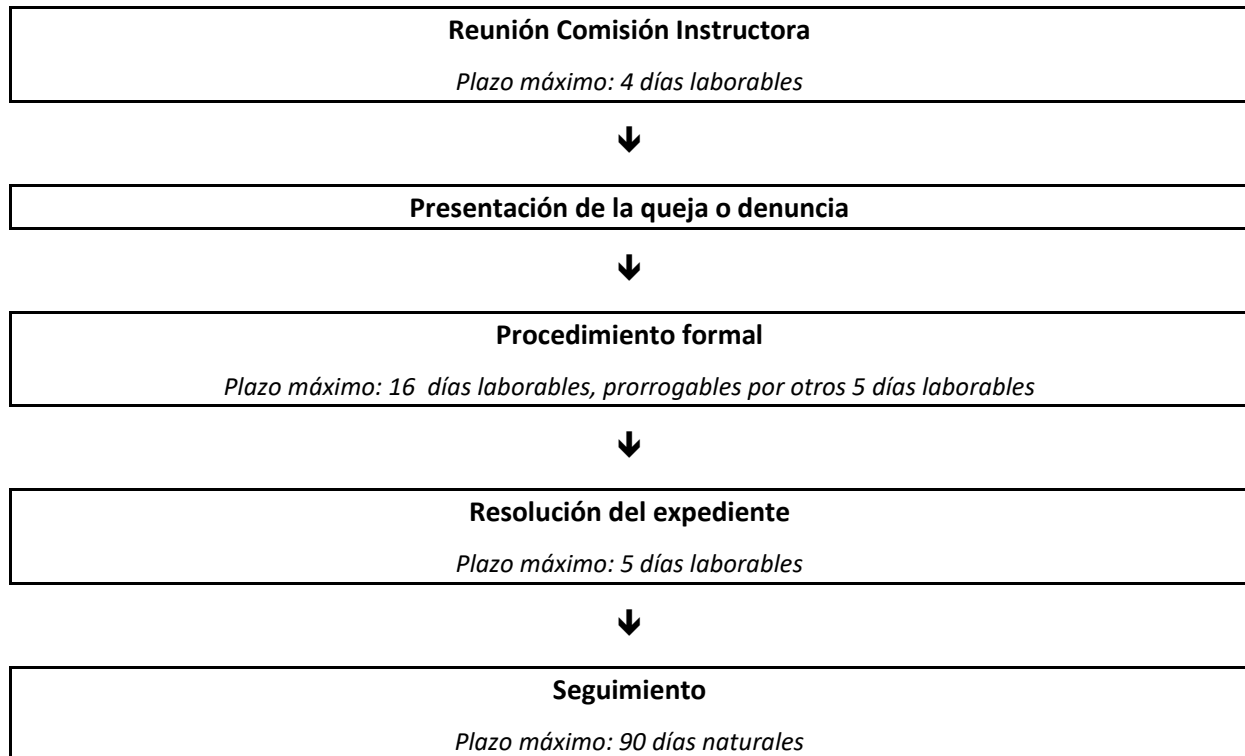 Reunión Comisión Instructora
Plazo máximo: 4 días laborables
🡻
Presentación de la queja o denuncia
🡻
Procedimiento formal
Plazo máximo: 16  días laborables, prorrogables por otros 5 días laborables
🡻
Resolución del expediente
Plazo máximo: 5 días laborables
🡻
Seguimiento
Plazo máximo: 90 días naturales